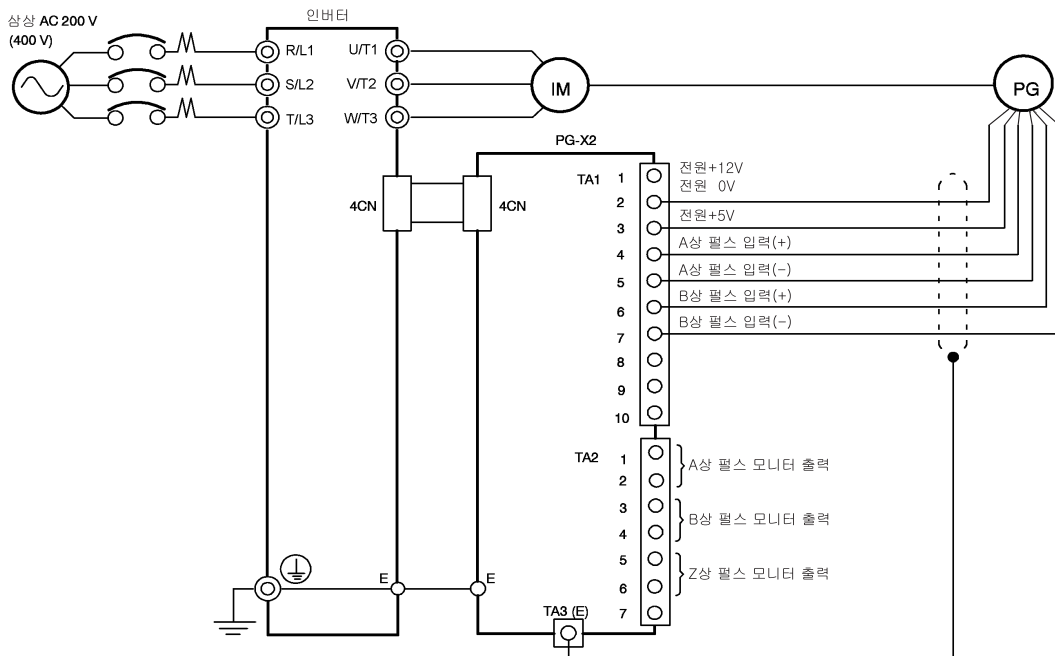 삼상 AC 200 V
(400 V)
인버터
R/L1
U/T1
S/L2
V/T2
T/L3
W/T3
IM
PG
PG-X2
4CN
4CN
TA1
1
전원+12V
전원 0V
2
전원+5V
3
A상 펄스 입력(+)
4
A상 펄스 입력(-)
5
B상 펄스 입력(+)
6
B상 펄스 입력(-)
7
8
9
10
TA2
1
A상 펄스 모니터 출력
2
3
B상 펄스 모니터 출력
4
5
Z상 펄스 모니터 출력
6
7
E
E
TA3 (E)